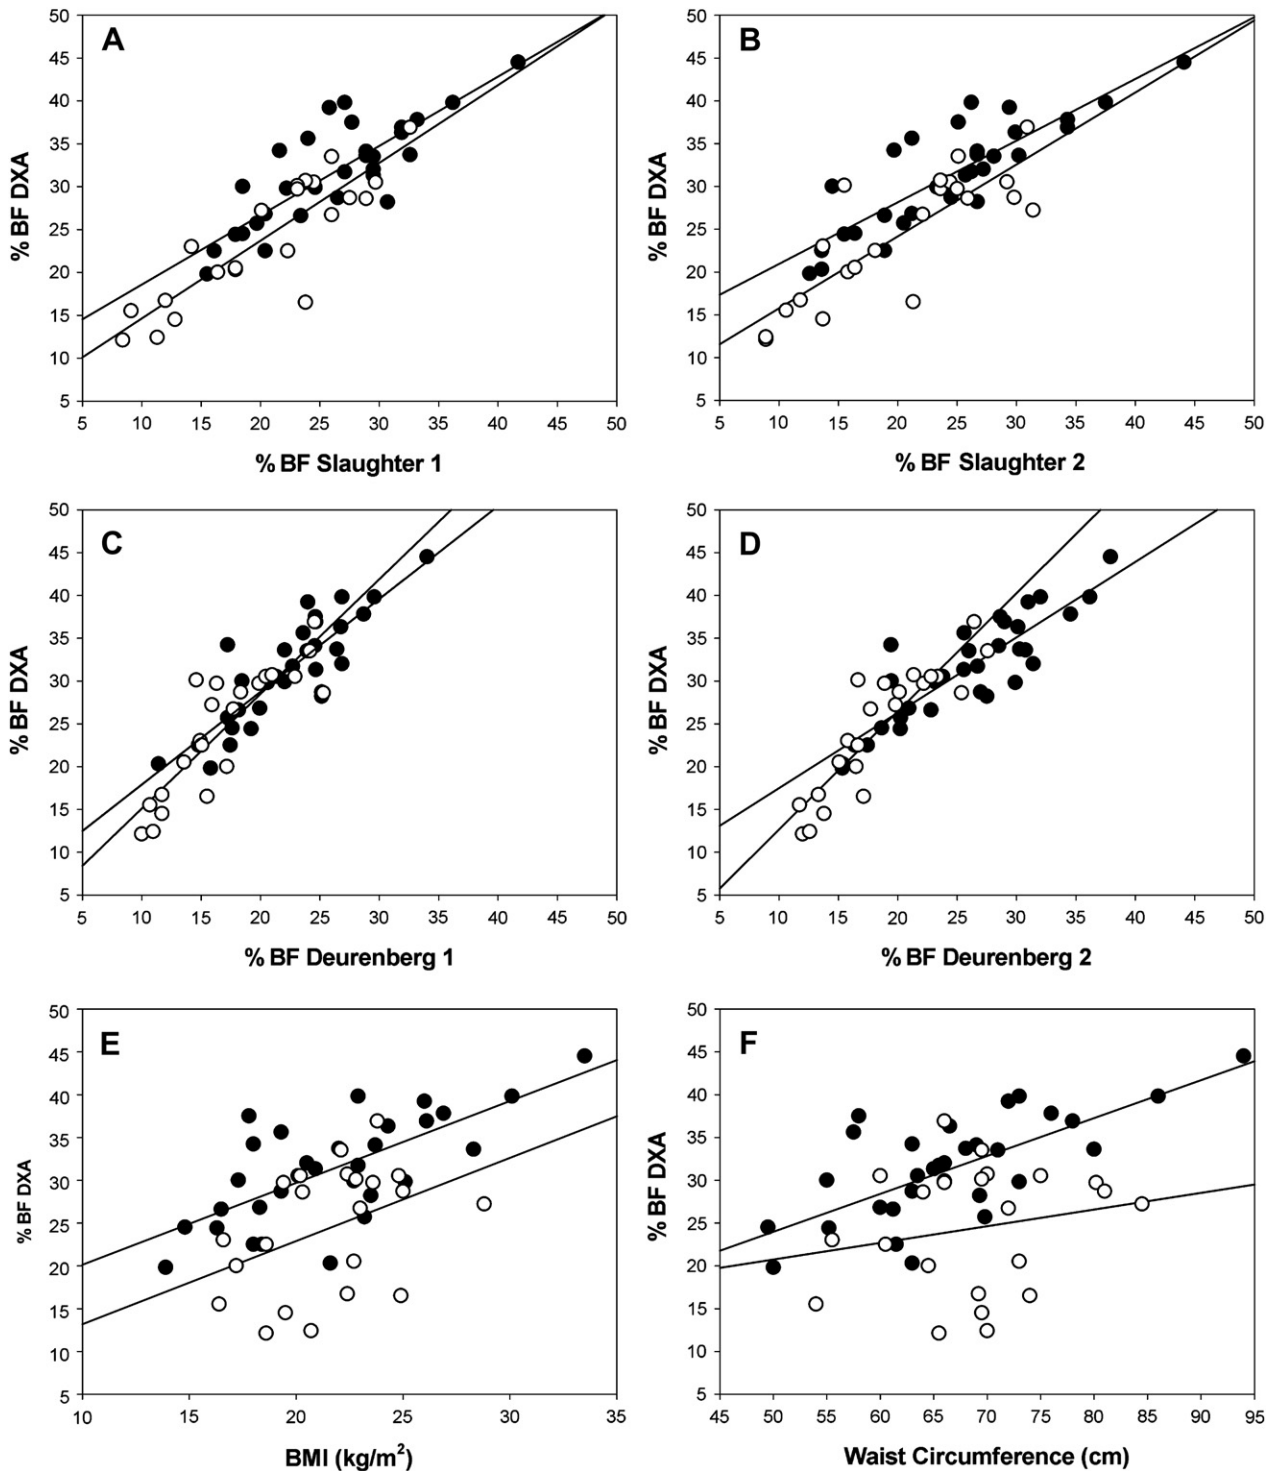 A
% BF DXA
50
45
40
35
30
25
20
15
10
5
5 10 15 20 25 30 35 40 45 50
% BF Slaughter 1
B
% BF DXA
50
45
40
35
30
25
20
15
10
5
5 10 15 20 25 30 35 40 45 50
% BF Slaughter 2
C
% BF DXA
50
45
40
35
30
25
20
15
10
5
5 10 15 20 25 30 35 40 45 50
% BF Deurenberg 1
D
% BF DXA
50
45
40
35
30
25
20
15
10
5
5 10 15 20 25 30 35 40 45 50
% BF Deurenberg 2
E
% BF DXA
50
45
40
35
30
25
20
15
10
5
10 15 20 25 30 35
BMI (kg/m²)
F
% BF DXA
50
45
40
35
30
25
20
15
10
5
45 50 55 60 65 70 75 80 85 90 95
Waist Circumference (cm)